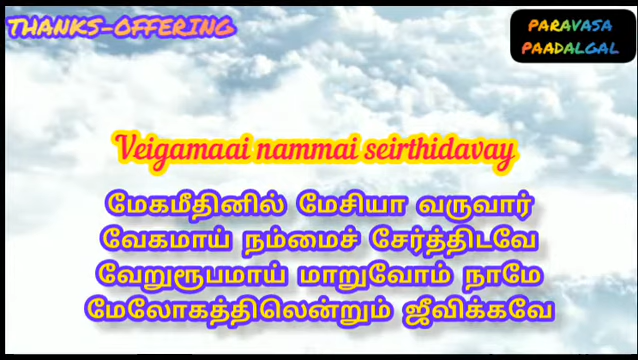 THANKS-OFFERING
PARAVASA
PAADALGAL
Veigamaai nammai seirthidavay
மேகமீதினில் மேசியா வருவார்
வேகமாய் நம்மைச் சேர்த்திடவே
வேறுரூபமாய் மாறுவோம் நாமே
மேலோகத்திலென்றும் ஜீவிக்கவே